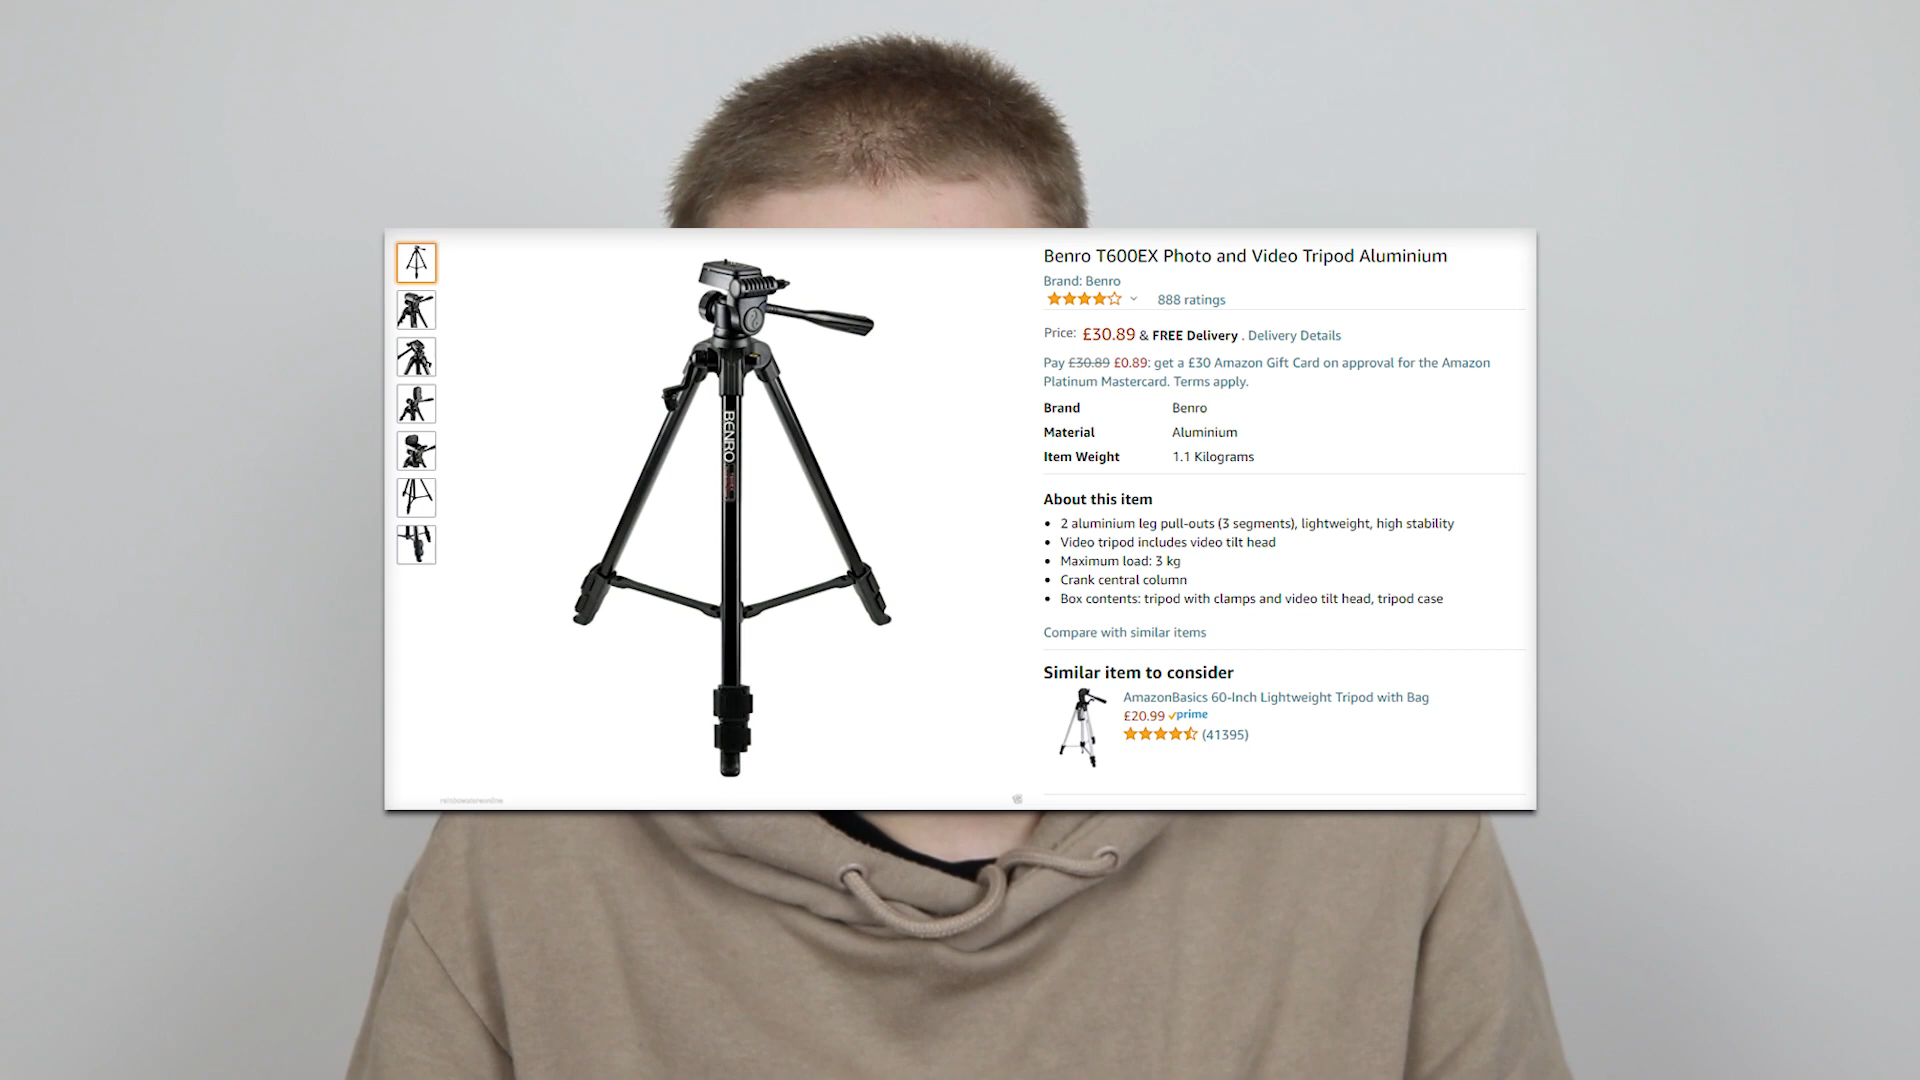 Benro T600EX Photo and Video Tripod Aluminium
Brand: Benro
888 ratings
Price: £30.89 & FREE Delivery . Delivery Details
Pay £30.89 £0.89: get a £30 Amazon Gift Card on approval for the Amazon
Platinum Mastercard. Terms apply.
Brand Benro
Material Aluminium
Item Weight 1.1 Kilograms
About this item
• 2 aluminium leg pull-outs (3 segments), lightweight, high stability
• Video tripod includes video tilt head
• Maximum load: 3 kg
• Crank central column
• Box contents: tripod with clamps and video tilt head, tripod case
Compare with similar items
Similar item to consider
AmazonBasics 60-Inch Lightweight Tripod with Bag
£20.99 prime
(41395)
BENRO